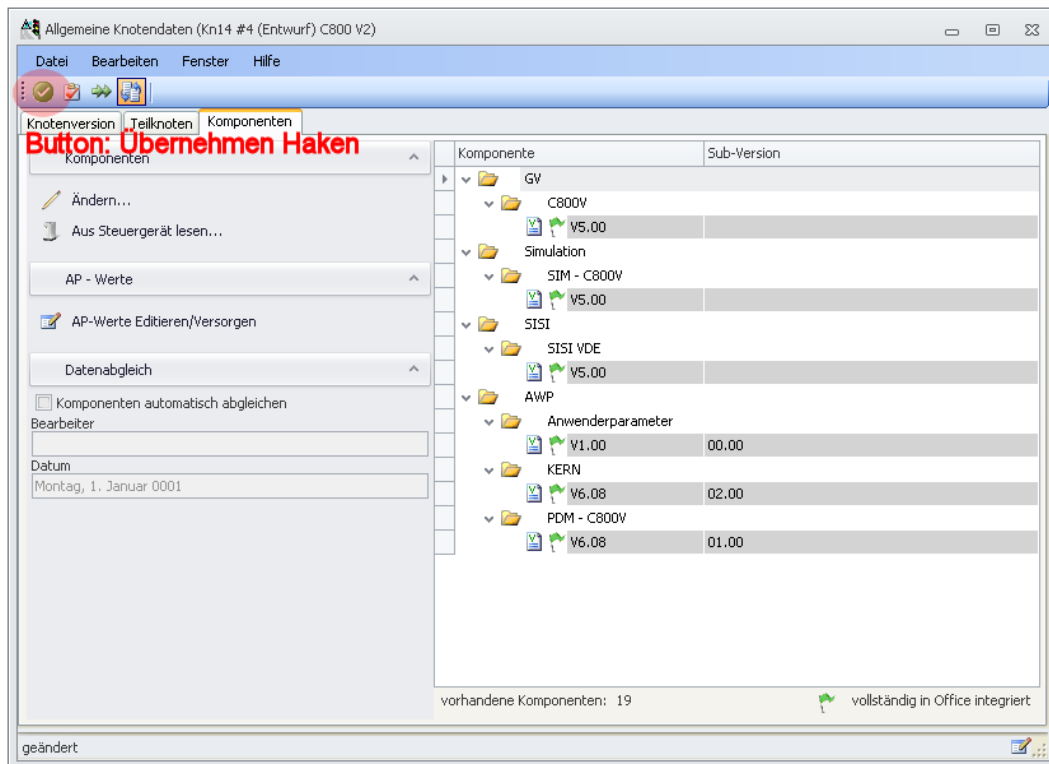 Allgemeine Knotendaten (Kn14 #4 (Entwurf) C800 V2)
Datei Bearbeiten Fenster Hilfe
Knotenversion Teilknoten Komponenten
Button: Übernehmen Haken
Komponenten
Ändern...
Aus Steuergerät lesen...
AP - Werte
AP-Werte Editieren/Versorgen
Datenabgleich
Komponenten automatisch abgleichen
Bearbeiter
Datum
Montag, 1. Januar 0001
Komponente Sub-Version
GV
C800V
V5.00
Simulation
SIM - C800V
V5.00
SISI
SISI VDE
V5.00
AWP
Anwenderparameter
V1.00 00.00
KERN
V6.08 02.00
PDM - C800V
V6.08 01.00
vorhandene Komponenten: 19 vollständig in Office integriert
geändert